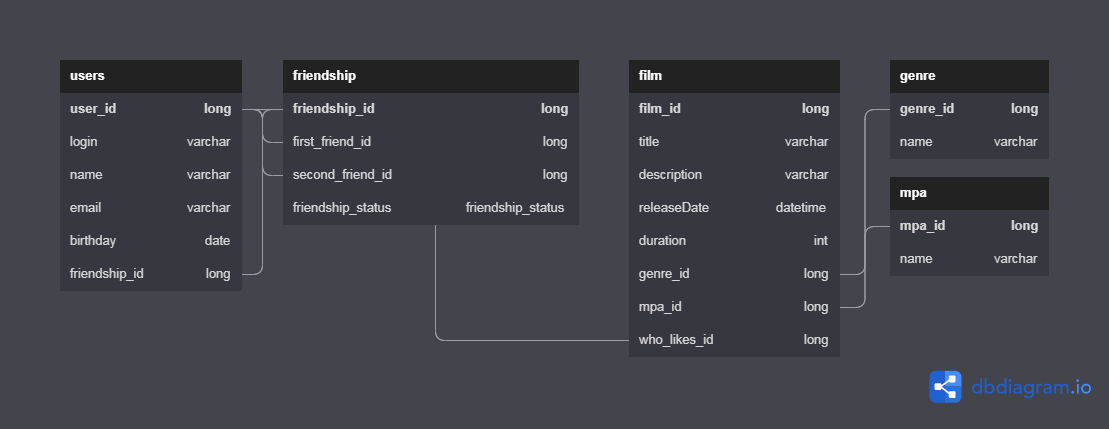 users
user_id long
login varchar
name varchar
email varchar
birthday date
friendship_id long
friendship
friendship_id long
first_friend_id long
second_friend_id long
friendship_status friendship_status
film
film_id long
title varchar
description varchar
releaseDate datetime
duration int
genre_id long
mpa_id long
who_likes_id long
genre
genre_id long
name varchar
mpa
mpa_id long
name varchar
dbdiagram.io